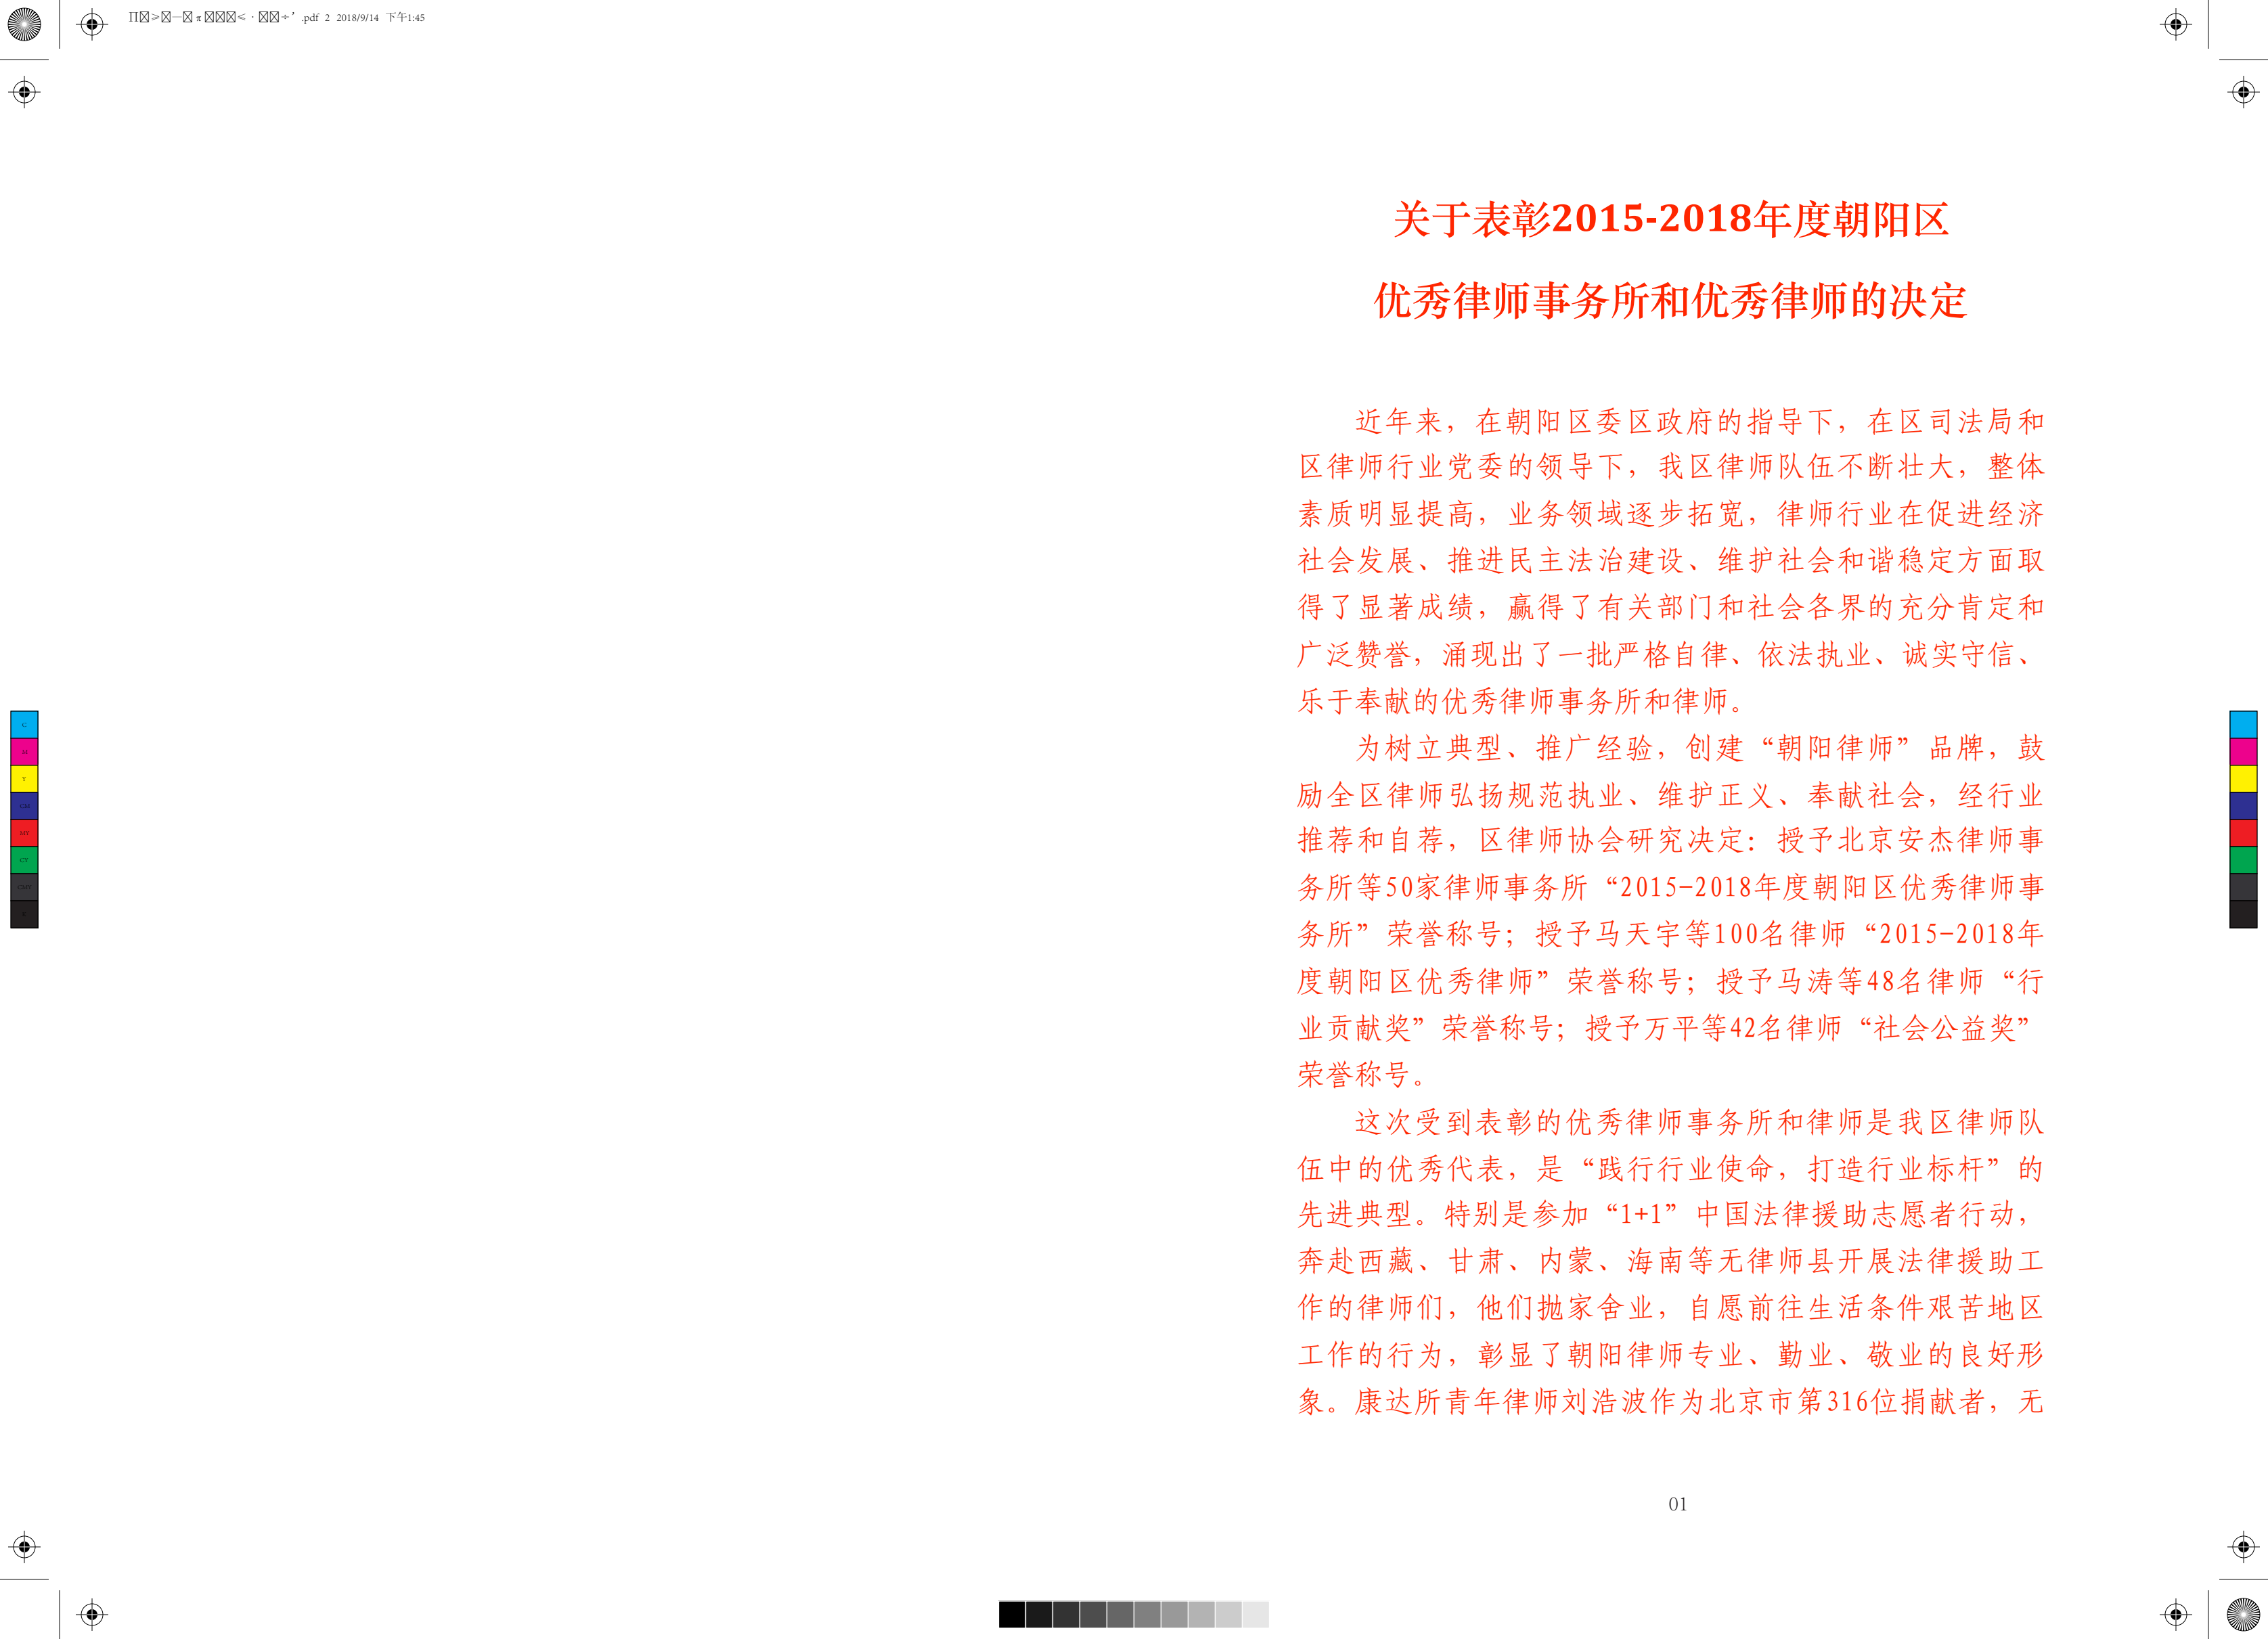 .pdf 2 2018/9/14 下午1:45
关于表彰2015-2018年度朝阳区
优秀律师事务所和优秀律师的决定
近年来，在朝阳区委区政府的指导下，在区司法局和
区律师行业党委的领导下，我区律师队伍不断壮大，整体
素质明显提高，业务领域逐步拓宽，律师行业在促进经济
社会发展、推进民主法治建设、维护社会和谐稳定方面取
得了显著成绩，赢得了有关部门和社会各界的充分肯定和
广泛赞誉，涌现出了一批严格自律、依法执业、诚实守信、
乐于奉献的优秀律师事务所和律师。
为树立典型、推广经验，创建“朝阳律师”品牌，鼓
励全区律师弘扬规范执业、维护正义、奉献社会，经行业
推荐和自荐，区律师协会研究决定：授予北京安杰律师事
务所等50家律师事务所“2015-2018年度朝阳区优秀律师事
务所”荣誉称号；授予马天宇等100名律师“2015-2018年
度朝阳区优秀律师”荣誉称号；授予马涛等48名律师“行
业贡献奖”荣誉称号；授予万平等42名律师“社会公益奖”
荣誉称号。
这次受到表彰的优秀律师事务所和律师是我区律师队
伍中的优秀代表，是“践行行业使命，打造行业标杆”的
先进典型。特别是参加“1+1”中国法律援助志愿者行动，
奔赴西藏、甘肃、内蒙、海南等无律师县开展法律援助工
作的律师们，他们抛家舍业，自愿前往生活条件艰苦地区
工作的行为，彰显了朝阳律师专业、勤业、敬业的良好形
象。康达所青年律师刘浩波作为北京市第316位捐献者，无
01
C
M
Y
CM
MY
CY
CMY
K